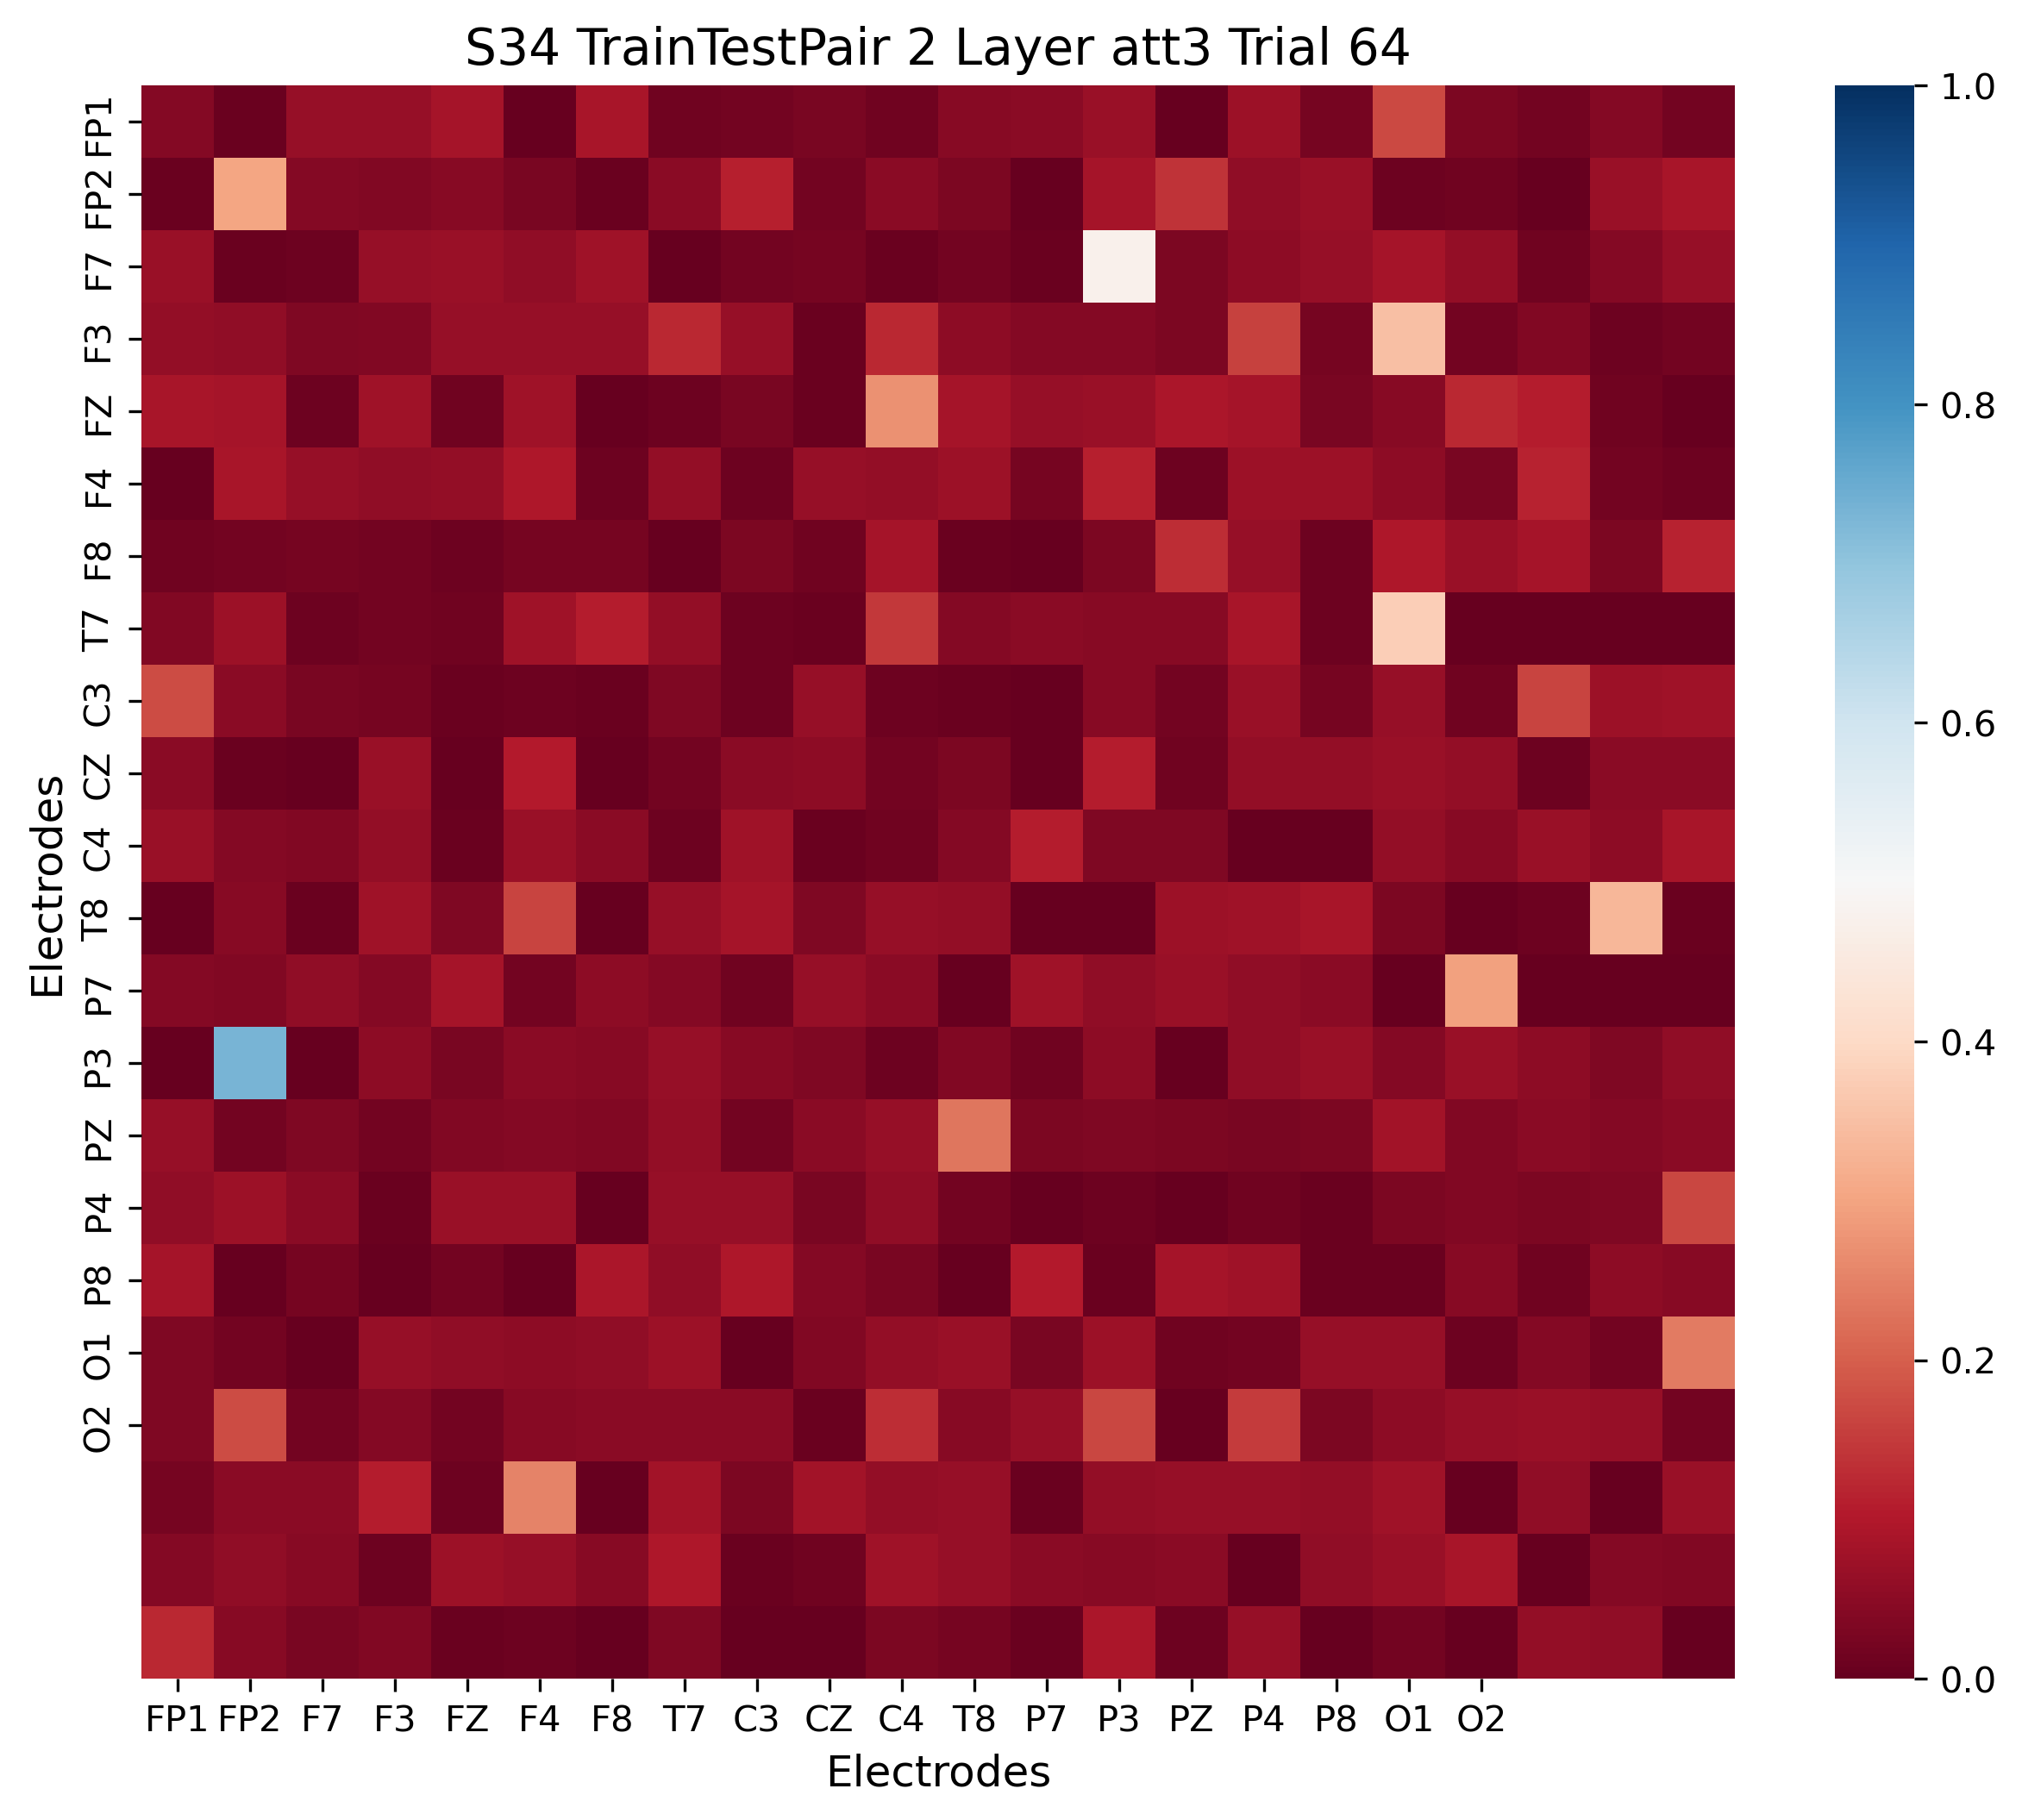 S34 TrainTestPair 2 Layer att3 Trial 64
Electrodes
FP1
FP2
F7
F3
FZ
F4
F8
T7
C3
CZ
C4
T8
P7
P3
PZ
P4
P8
O1
O2
FP1 FP2 F7 F3 FZ F4 F8 T7 C3 CZ C4 T8 P7 P3 PZ P4 P8 O1 O2
Electrodes
1.0
0.8
0.6
0.4
0.2
0.0